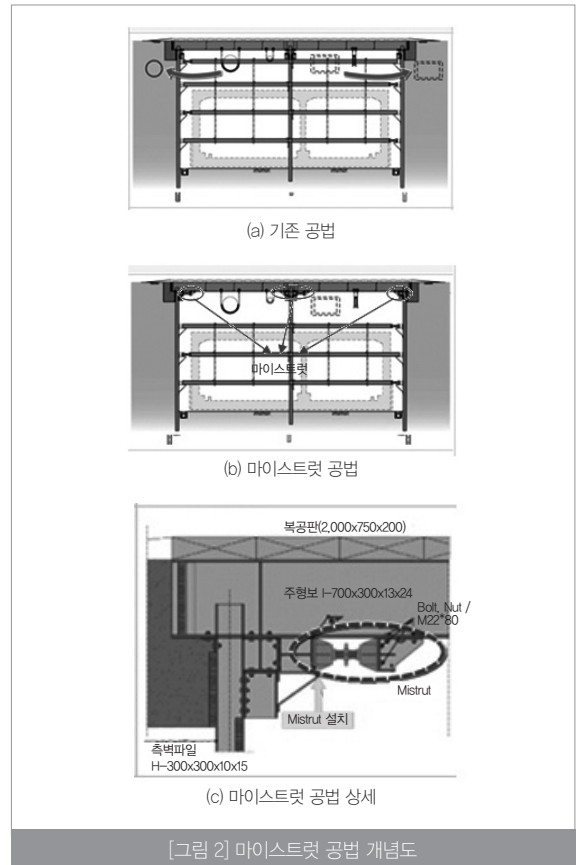 (a) 기존 공법
마이스트럿
(b) 마이스트럿 공법
복공판(2,000x750x200)
주형보 I-700x300x13x24
Bolt, Nut /
M22*80
Mistrut
Mistrut 설치
측벽파일
H-300x300x10x15
(c) 마이스트럿 공법 상세
[그림 2] 마이스트럿 공법 개념도